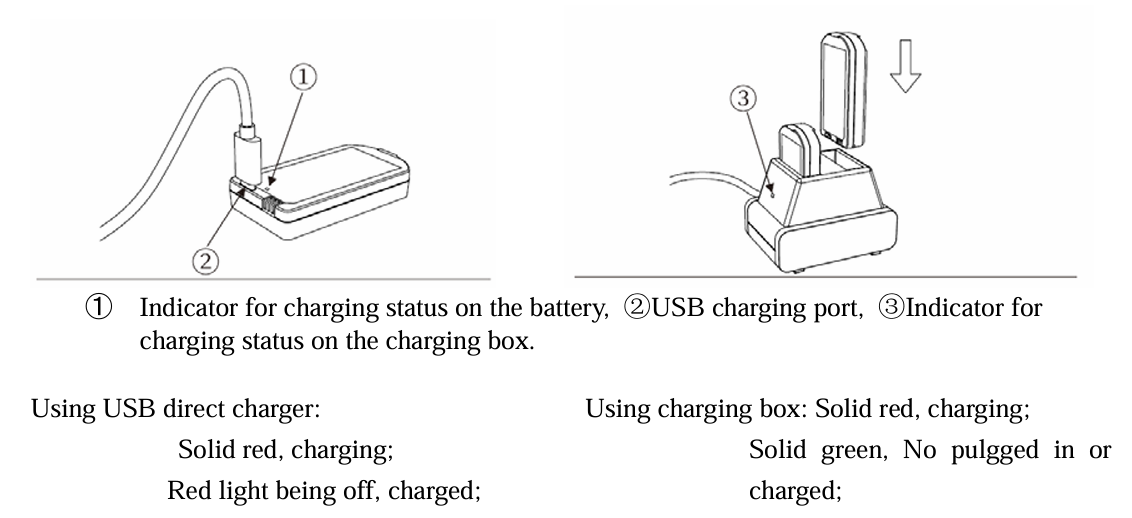 ①
③
②
① Indicator for charging status on the battery, ②USB charging port, ③Indicator for
charging status on the charging box.
Using USB direct charger:
Solid red, charging;
Red light being off, charged;
Using charging box: Solid red, charging;
Solid green, No pulgged in or
charged;